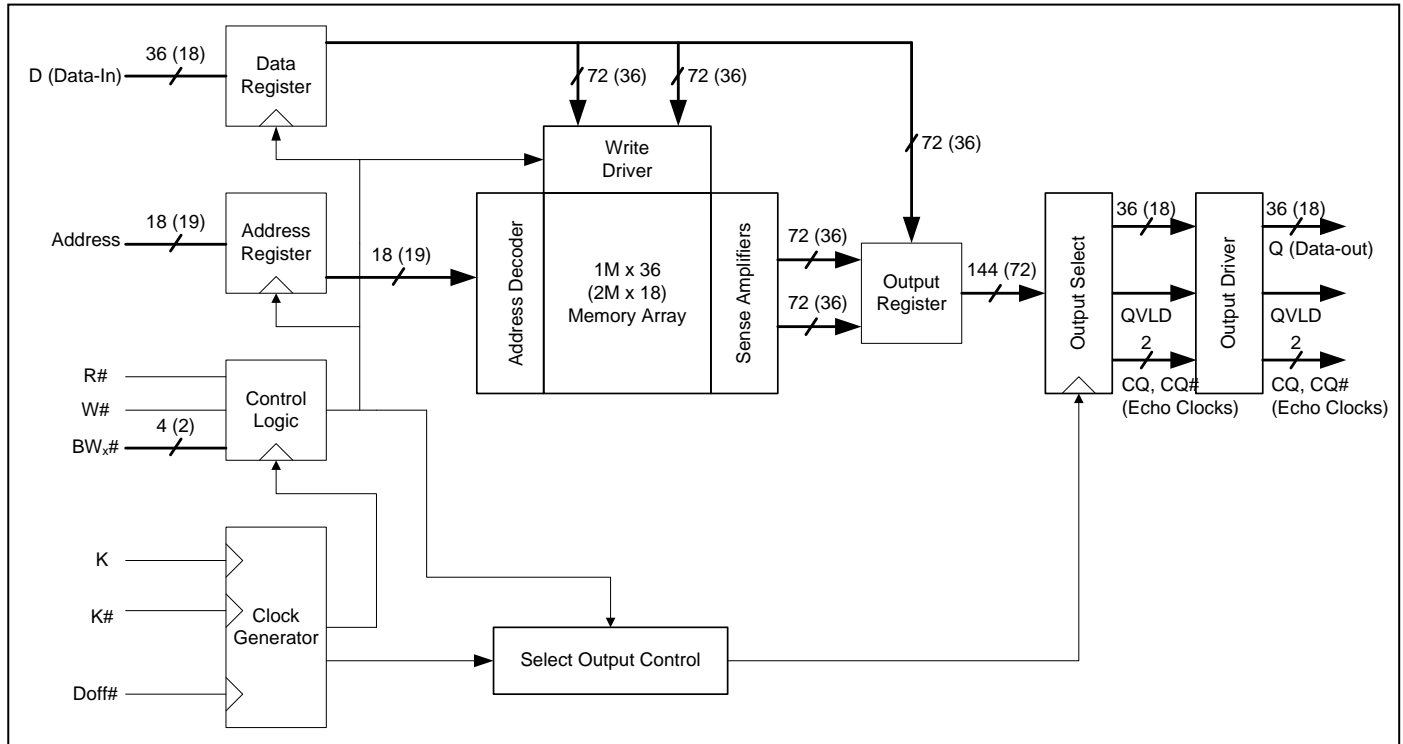 36 (18)
D (Data-In)
Data
Register
72 (36)
72 (36)
72 (36)
Write
Driver
18 (19)
Address
Address
Register
18 (19)
Address Decoder
1M x 36
(2M x 18)
Memory Array
Sense Amplifiers
72 (36)
72 (36)
Output
Register
144 (72)
Output Select
36 (18)
QVLD
2
CQ, CQ#
(Echo Clocks)
Output Driver
36 (18)
Q (Data-out)
QVLD
2
CQ, CQ#
(Echo Clocks)
R#
W#
4 (2)
BWx#
Control
Logic
K
K#
Doff#
Clock
Generator
Select Output Control